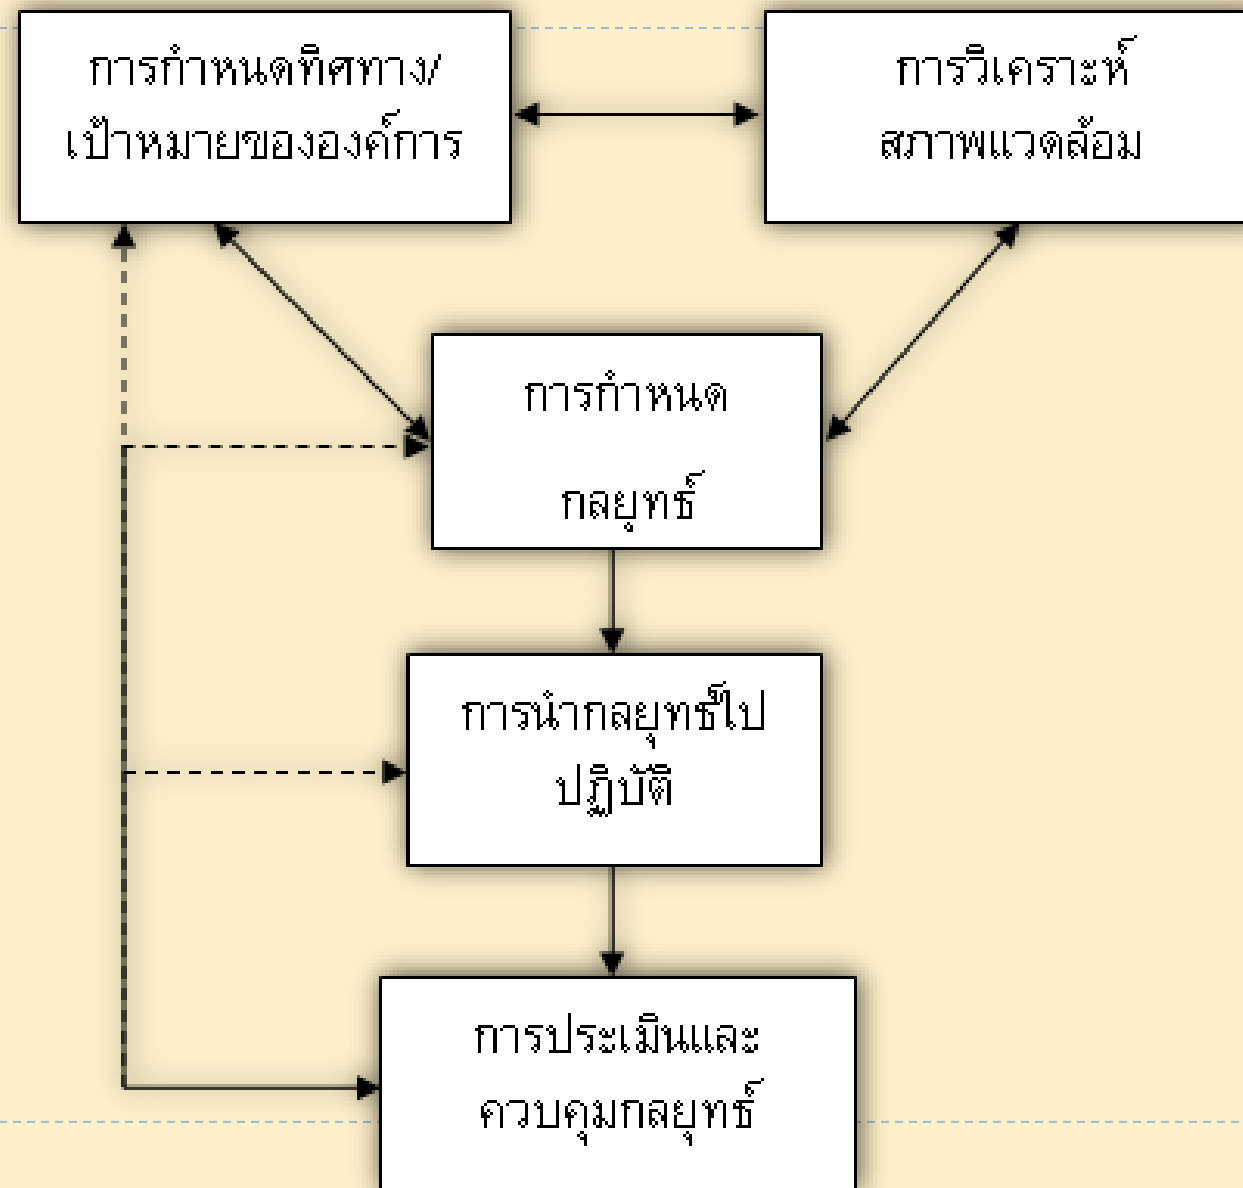 การกำหนดทิศทาง/
เป้าหมายขององค์การ
การวิเคราะห์
สภาพแวดล้อม
การกำหนด
กลยุทธ์
การนำกลยุทธ์ไป
ปฏิบัติ
การประเมินและ
ควบคุมกลยุทธ์